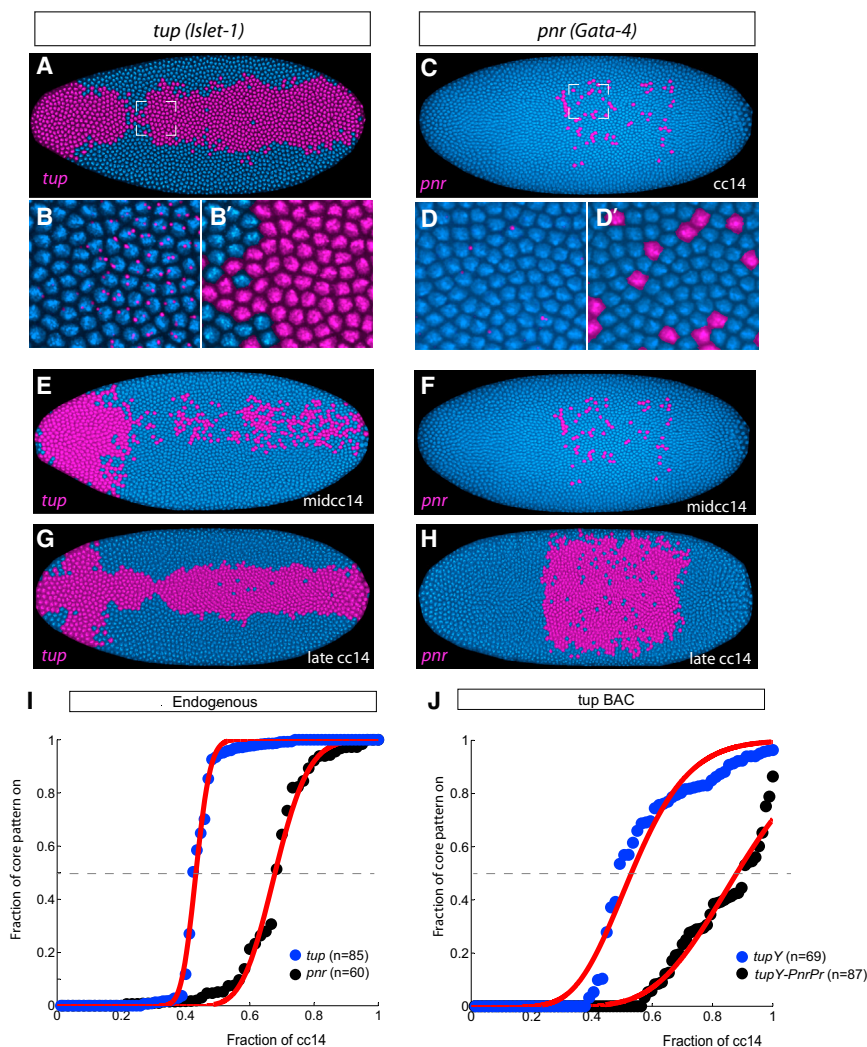 tup (Islet-1)
pnr (Gata-4)
A
tup
C
pnr
cc14
B
B′
D
D′
E
tup
midcc14
F
pnr
midcc14
G
tup
late cc14
H
pnr
late cc14
I
Endogenous
Fraction of core pattern on
1
0.8
0.6
0.4
0.2
0
0.2
0.4
0.6
0.8
1
Fraction of cc14
tup (n=85)
pnr (n=60)
J
tup BAC
Fraction of core pattern on
1
0.8
0.6
0.4
0.2
0
0
0.2
0.4
0.6
0.8
1
Fraction of cc14
tupY (n=69)
tupY-PnrPr (n=87)